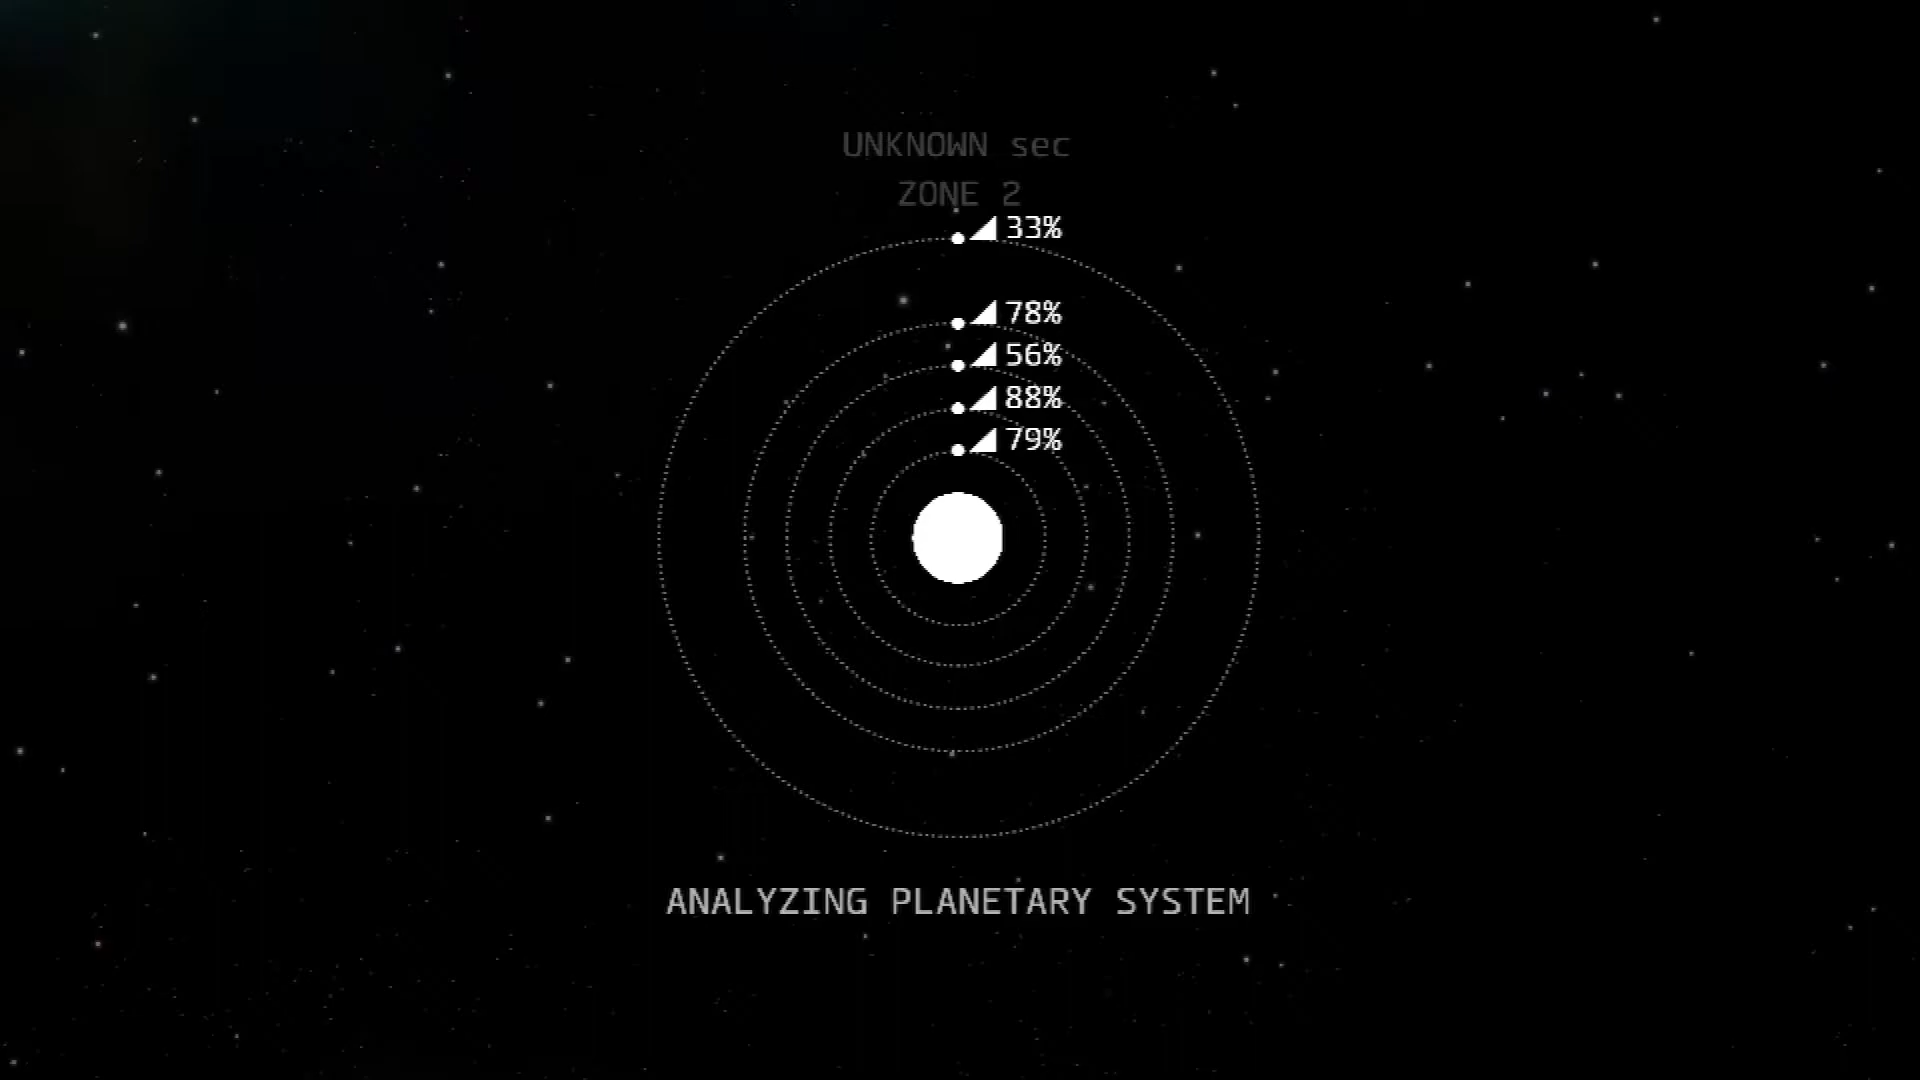 UNKNOWN sec
ZONE 2
33%
78%
56%
88%
79%
ANALYZING PLANETARY SYSTEM